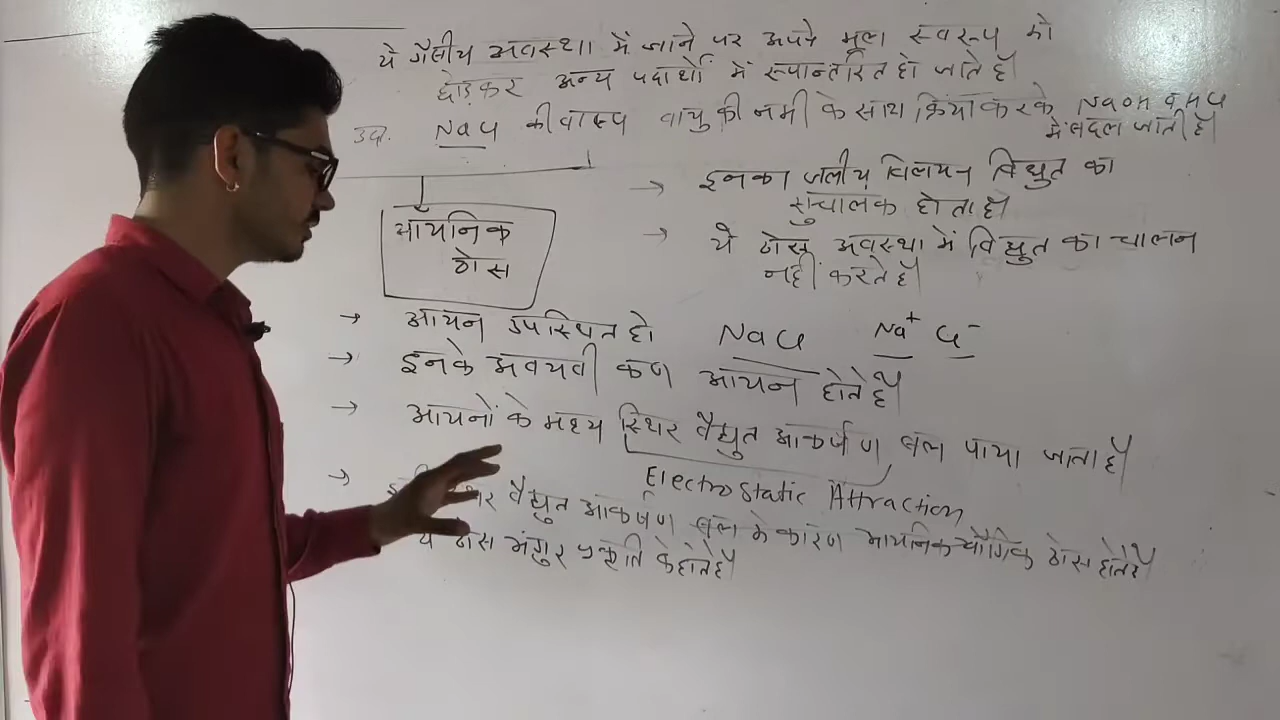 ये गैसीय अवस्था में जाने पर अपने मूल स्वरूप को
छोड़कर अन्य पदार्थों में रूपान्तरित हो जाते है।
उदा. NaCl की वाष्प वायु की नमी के साथ क्रिया करके NaOH व HCl
में बदल जाती है।
→ इनका जलीय विलयन विद्युत का
सुचालक होता है।
→ ये ठोस अवस्था में विद्युत का चालन
नहीं करते है।
आयनिक
ठोस
→ आयन उपस्थित हो NaCl Na⁺ Cl⁻
→ इनके अवयवी कण आयन होते है।
→ आयनों के मध्य स्थिर वैद्युत आकर्षण बल पाया जाता है।
Electrostatic Attraction
→ वैद्युत आकर्षण बल के कारण आयनिक यौगिक ठोस होते है।
ये ठोस भंगुर प्रकृति के होते है।